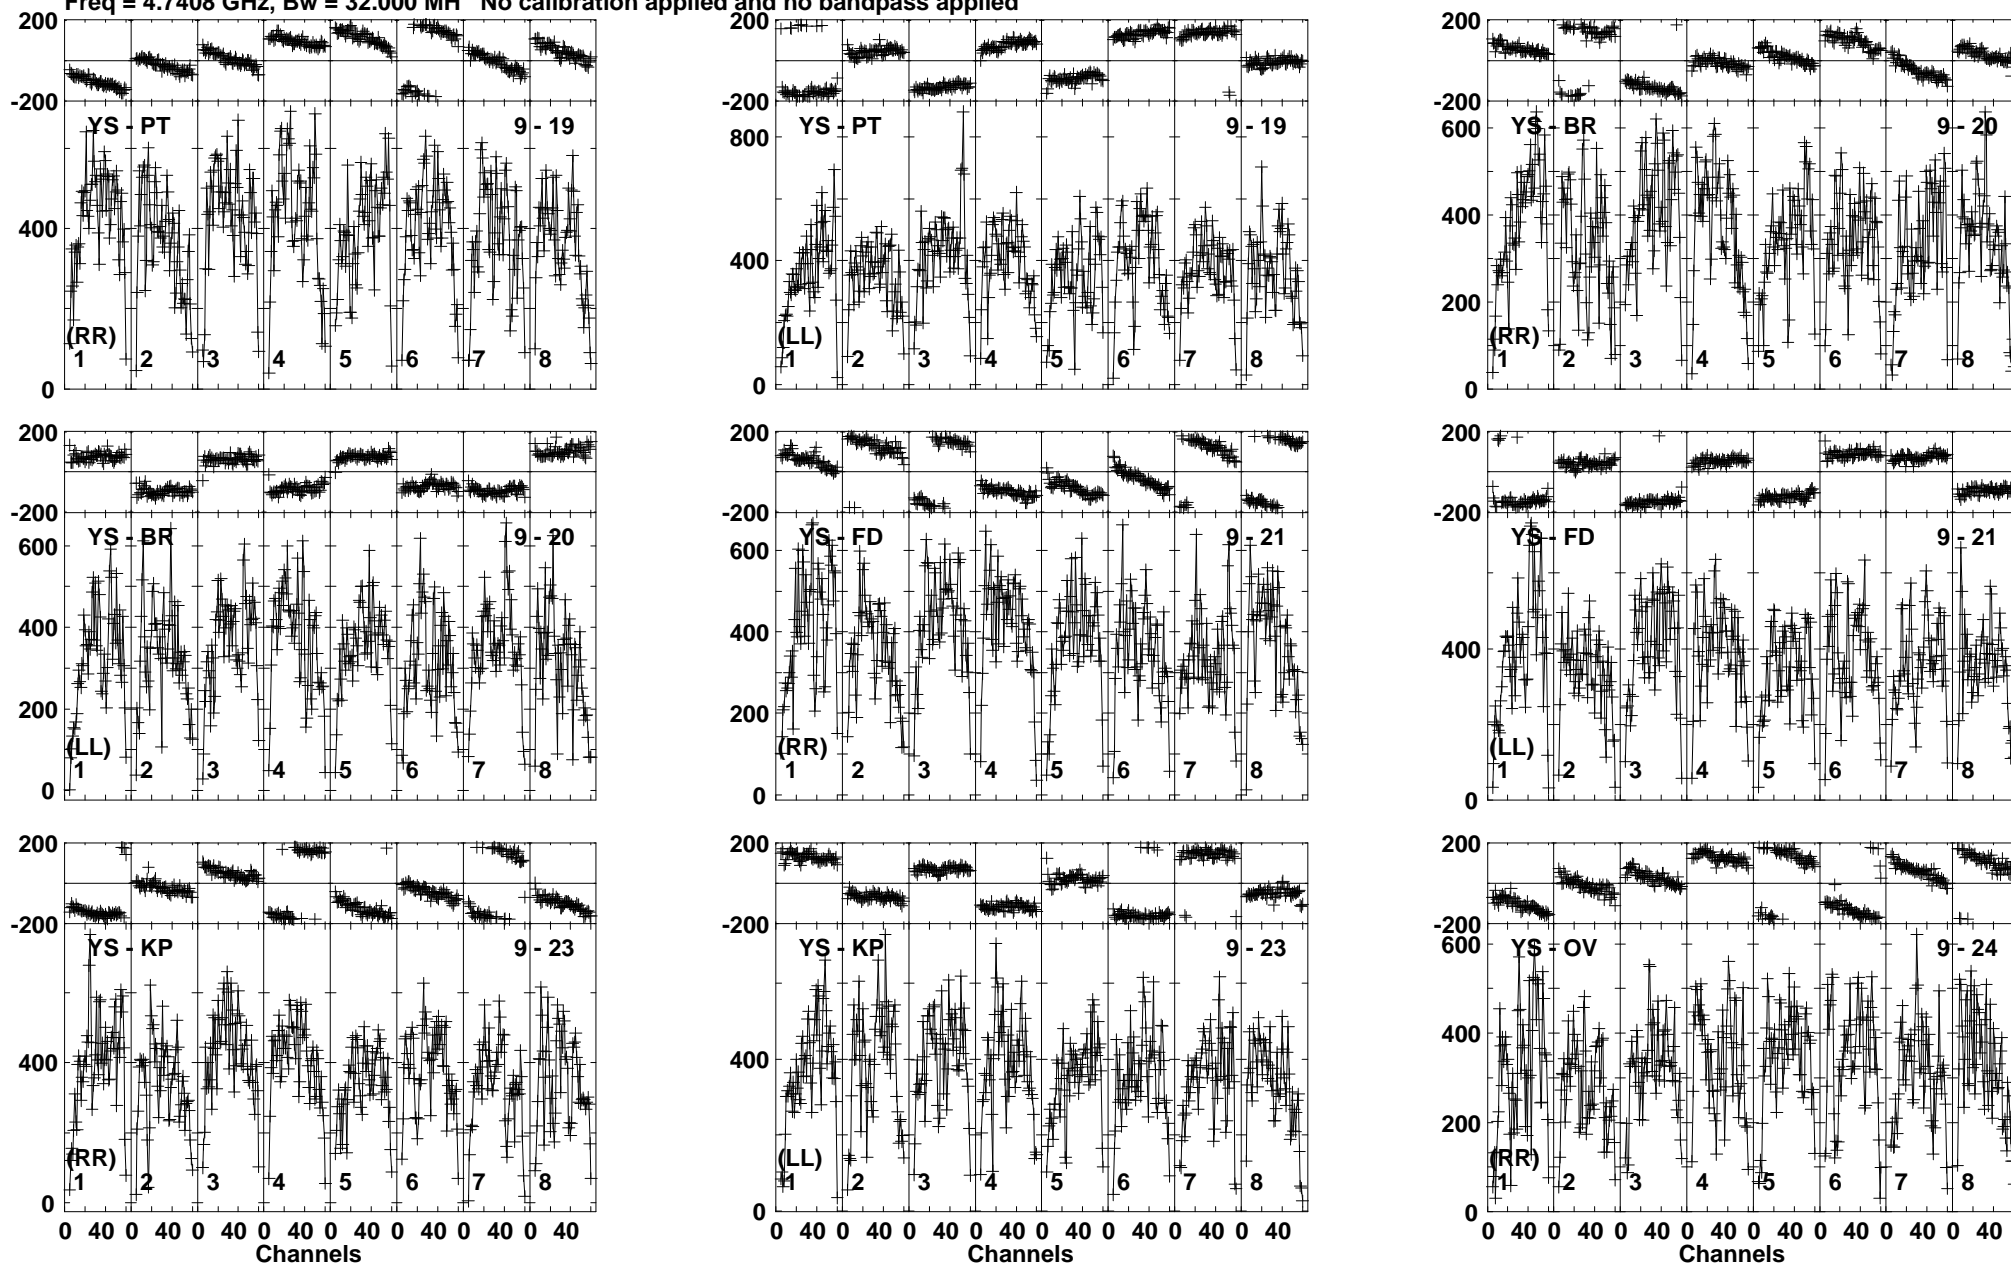 Freq = 4.7408 GHz, Bw = 32.000 MH No calibration applied and no bandpass applied
200 200 200
-200 -200 -200
YS - PT 9 - 19 YS - PT 9 - 19 YS - BR 9 - 20
800 600
400 400 400
200
(RR) (LL) (RR)
1 2 3 4 5 6 7 8 1 2 3 4 5 6 7 8 1 2 3 4 5 6 7 8
0 0 0
200 200 200
-200 -200 -200
YS - BR 9 - 20 YS - FD 9 - 21 YS - FD 9 - 21
600 600
400 400 400
200 200
(LL) (RR) (LL)
1 2 3 4 5 6 7 8 1 2 3 4 5 6 7 8 1 2 3 4 5 6 7 8
0 0 0
200 200 200
-200 -200 -200
YS - KP 9 - 23 YS - KP 9 - 23 YS - OV 9 - 24
600
400 400 400
200
(RR) (LL) (RR)
1 2 3 4 5 6 7 8 1 2 3 4 5 6 7 8 1 2 3 4 5 6 7 8
0 0 0
0 40 0 40 0 40 0 40 0 40 0 40 0 40 0 40 0 40 0 40 0 40 0 40 0 40 0 40 0 40 0 40 0 40 0 40 0 40 0 40 0 40 0 40 0 40 0 40
Channels Channels Channels